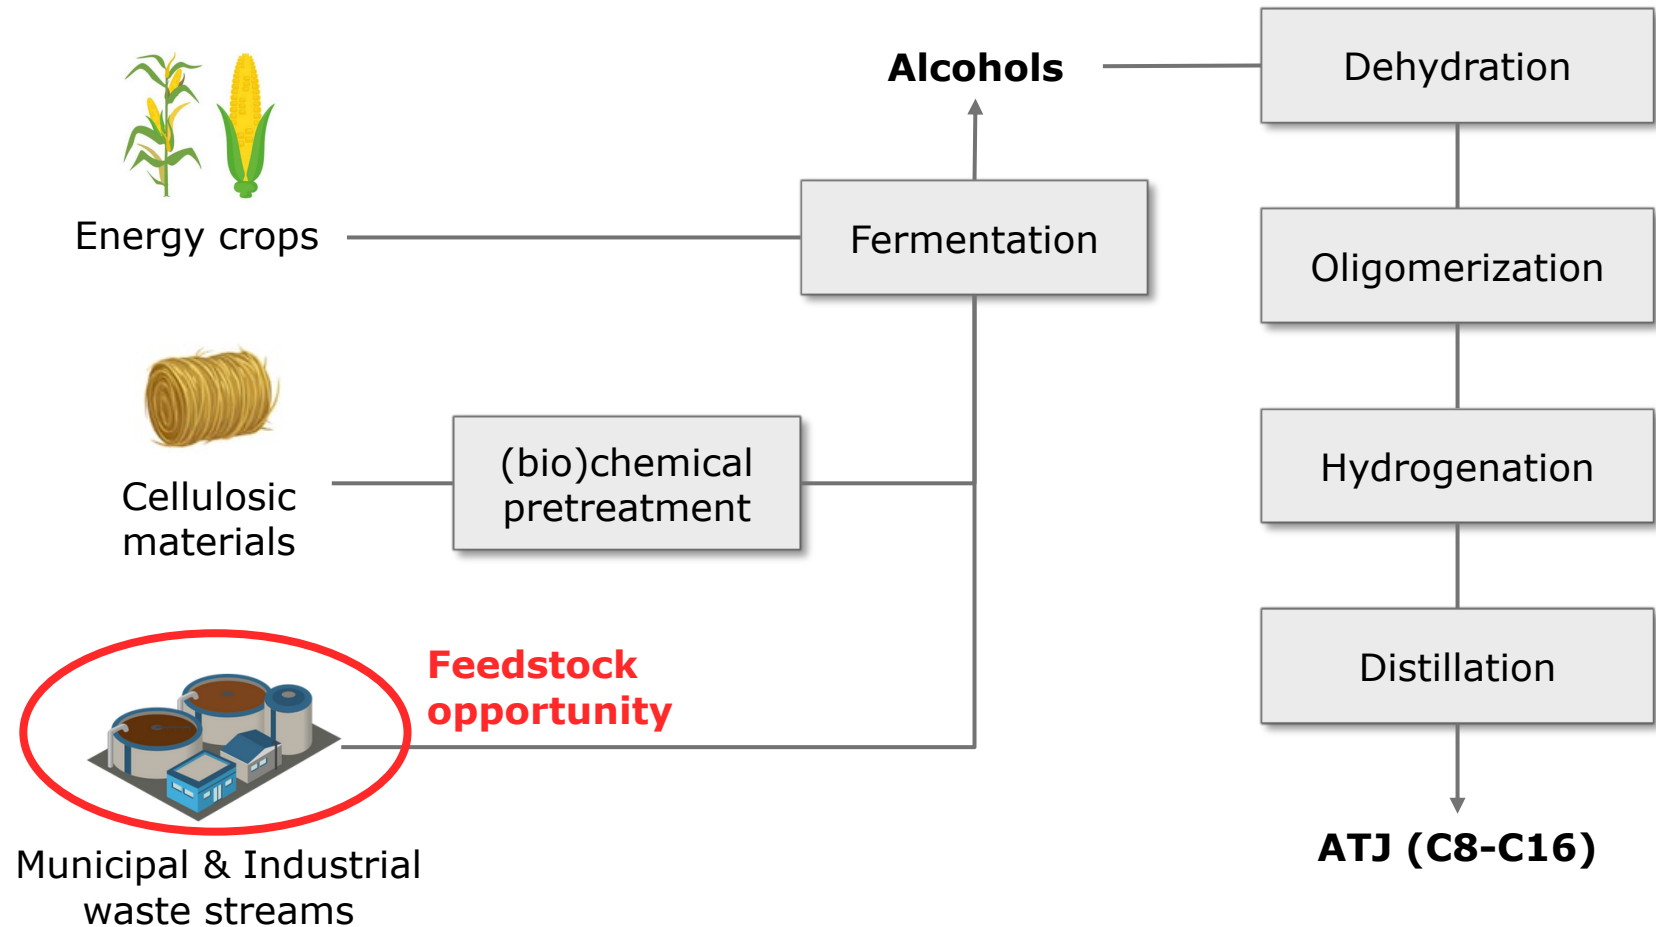 Alcohols
Dehydration
Energy crops
Fermentation
Oligomerization
Cellulosic
materials
(bio)chemical
pretreatment
Hydrogenation
Feedstock
opportunity
Distillation
Municipal & Industrial
waste streams
ATJ (C8-C16)